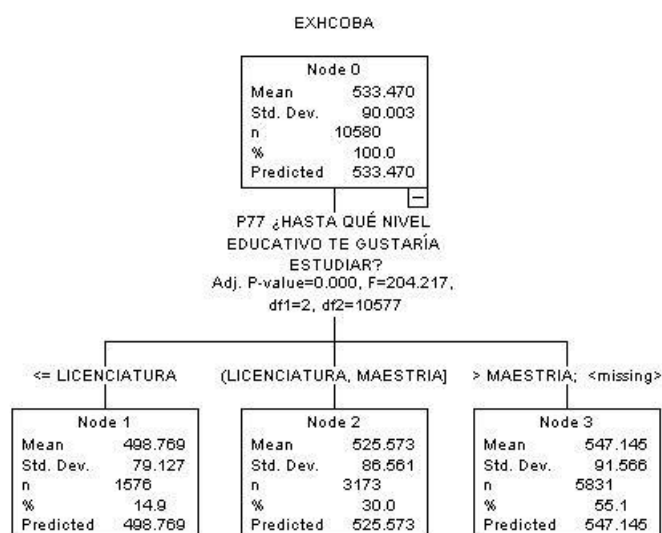 EXHCOBA
Node 0
Mean 533.470
Std. Dev. 90.003
n 10580
% 100.0
Predicted 533.470
P77 ¿HASTA QUÉ NIVEL
EDUCATIVO TE GUSTARÍA
ESTUDIAR?
Adj. P-value=0.000, F=204.217,
df1=2, df2=10577
<= LICENCIATURA
(LICENCIATURA, MAESTRIA]
> MAESTRIA; <missing>
Node 1
Mean 498.769
Std. Dev. 79.127
n 1576
% 14.9
Predicted 498.769
Node 2
Mean 525.573
Std. Dev. 86.561
n 3173
% 30.0
Predicted 525.573
Node 3
Mean 547.145
Std. Dev. 91.566
n 5831
% 55.1
Predicted 547.145